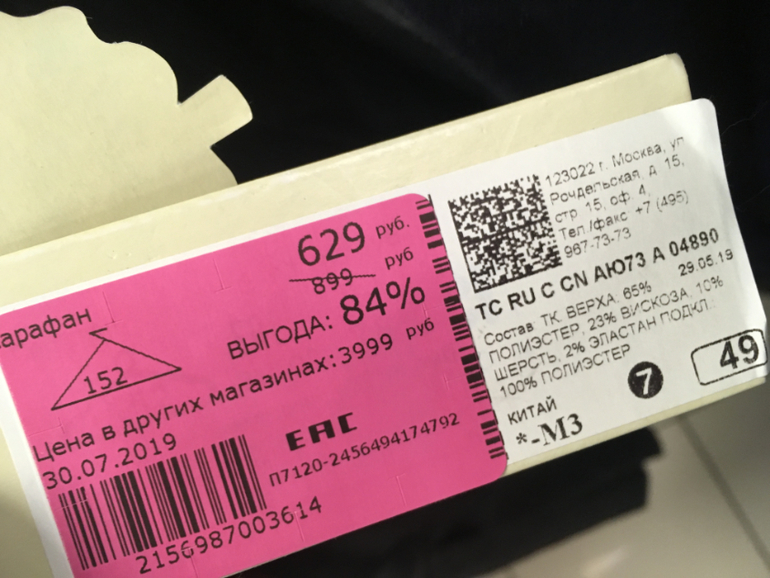 629 руб.
899 руб
ВЫГОДА: 84%
арафан
152
Цена в других магазинах: 3999 руб
30.07.2019
ЕАС
П7120-2456494174792
2156987003614
123022 г. Москва, ул
Рочдельская, д. 15,
стр. 15, оф. 4,
Тел./факс +7 (495)
967-73-73
ТС RU С CN АЮ73 А 04890
29.05.19
Состав ТК. ВЕРХА: 65%
ПОЛИЭСТЕР, 23% ВИСКОЗА, 10%
ШЕРСТЬ, 2% ЭЛАСТАН ПОДКЛ.:
100% ПОЛИЭСТЕР
7
49
КИТАЙ
*-М3